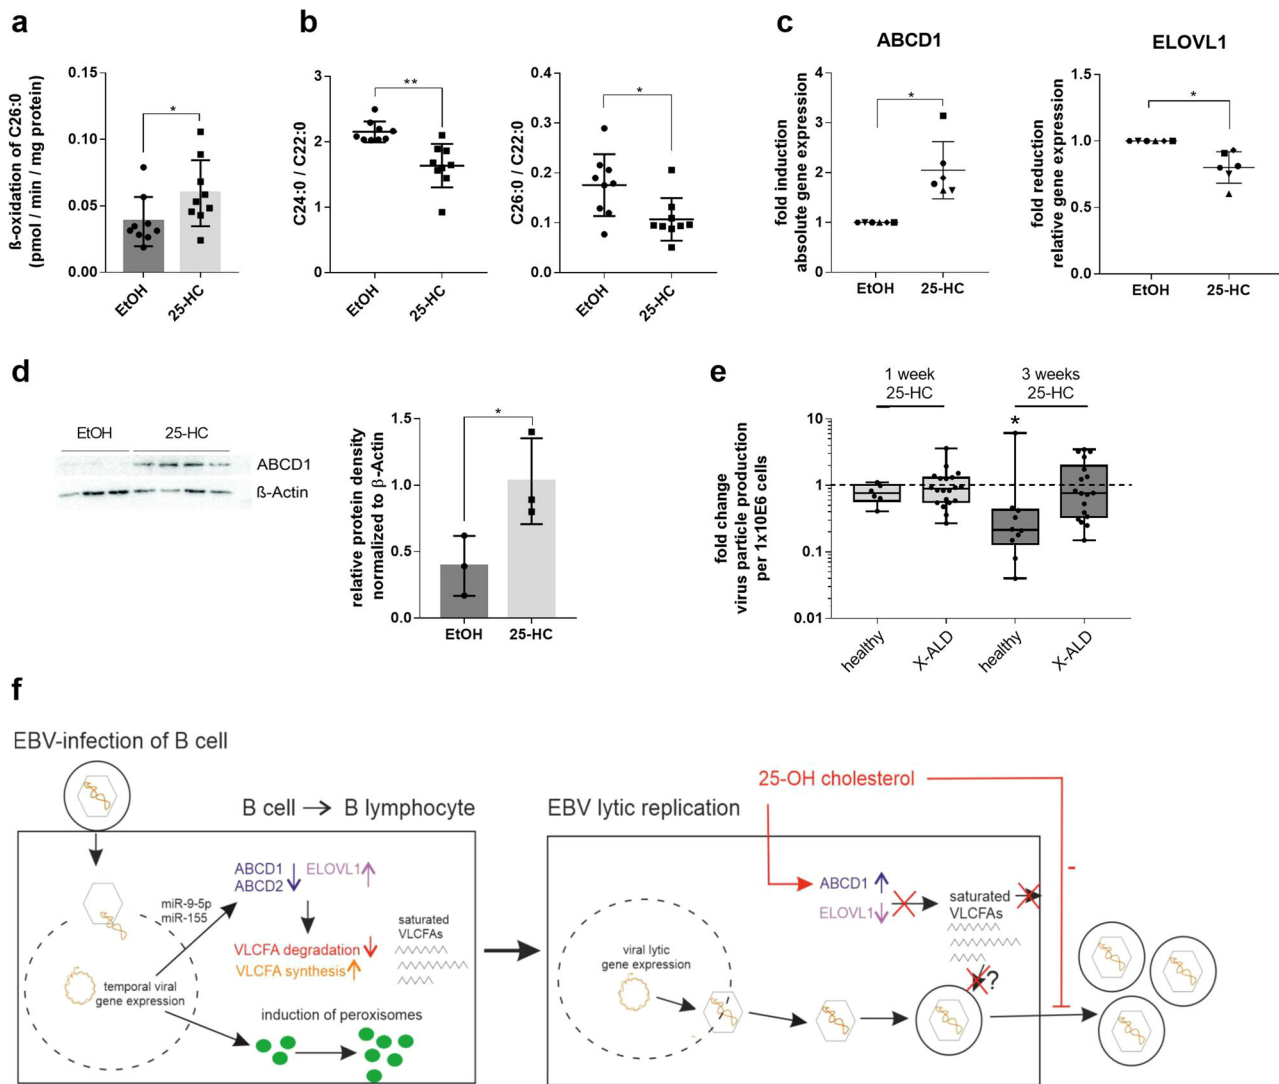 a
ß-oxidation of C26:0
(pmol / min / mg protein)
0.15
0.10
0.05
0.00
*
EtOH
25-HC
b
C24:0 / C22:0
3
2
1
0
**
EtOH
25-HC
C26:0 / C22:0
0.4
0.3
0.2
0.1
0.0
*
EtOH
25-HC
c
ABCD1
fold induction
absolute gene expression
4
3
2
1
0
*
EtOH
25-HC
ELOVL1
fold reduction
relative gene expression
1.5
1.0
0.5
0.0
*
EtOH
25-HC
d
EtOH
25-HC
ABCD1
ß-Actin
relative protein density
normalized to β-Actin
1.5
1.0
0.5
0.0
*
EtOH
25-HC
e
1 week
25-HC
3 weeks
25-HC
fold change
virus particle production
per 1x10E6 cells
10
1
0.1
0.01
*
healthy
X-ALD
healthy
X-ALD
f
EBV-infection of B cell
B cell → B lymphocyte
miR-9-5p
miR-155
ABCD1
ABCD2
ELOVL1
VLCFA degradation
VLCFA synthesis
saturated
VLCFAs
temporal viral
gene expression
induction of peroxisomes
EBV lytic replication
25-OH cholesterol
-
ABCD1
ELOVL1
saturated
VLCFAs
?
viral lytic
gene expression